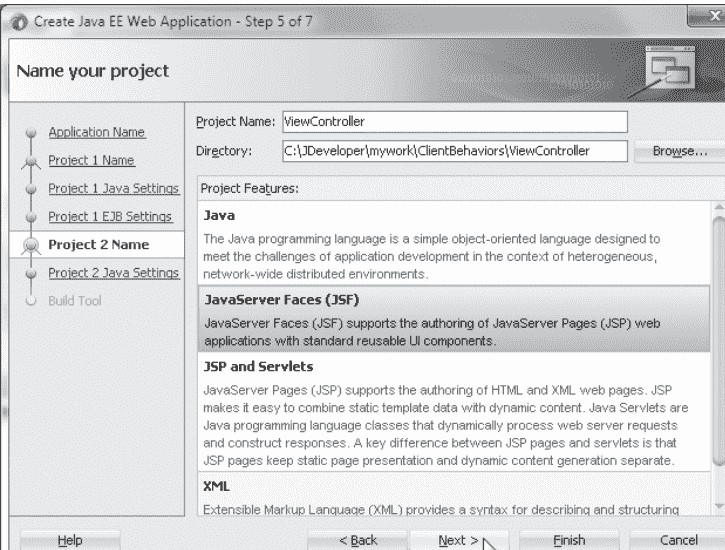 Create Java EE Web Application - Step 5 of 7
Name your project
Application Name
Project 1 Name
Project 1 Java Settings
Project 1 EJB Settings
Project 2 Name
Project 2 Java Settings
Build Tool
Project Name: ViewController
Directory: C:\JDeveloper\mywork\ClientBehaviors\ViewController Browse...
Project Features:
Java
The Java programming language is a simple object-oriented language designed to
meet the challenges of application development in the context of heterogeneous,
network-wide distributed environments.
JavaServer Faces (JSF)
JavaServer Faces (JSF) supports the authoring of JavaServer Pages (JSP) web
applications with standard reusable UI components.
JSP and Servlets
JavaServer Pages (JSP) supports the authoring of HTML and XML web pages. JSP
makes it easy to combine static template data with dynamic content. Java Servlets are
Java programming language classes that dynamically process web server requests
and construct responses. A key difference between JSP pages and servlets is that
JSP pages keep static page presentation and dynamic content generation separate.
XML
Extensible Markup Language (XML) provides a syntax for describing and structuring
Help < Back Next > Finish Cancel